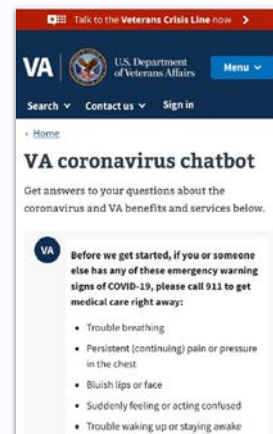 Talk to the Veterans Crisis Line now
VA
U.S. Department
of Veterans Affairs
Menu
Search Contact us Sign in
Home
VA coronavirus chatbot
Get answers to your questions about the
coronavirus and VA benefits and services below.
VA
Before we get started, if you or someone
else has any of these emergency warning
signs of COVID-19, please call 911 to get
medical care right away:
• Trouble breathing
• Persistent (continuing) pain or pressure
in the chest
• Bluish lips or face
• Suddenly feeling or acting confused
• Trouble waking up or staying awake